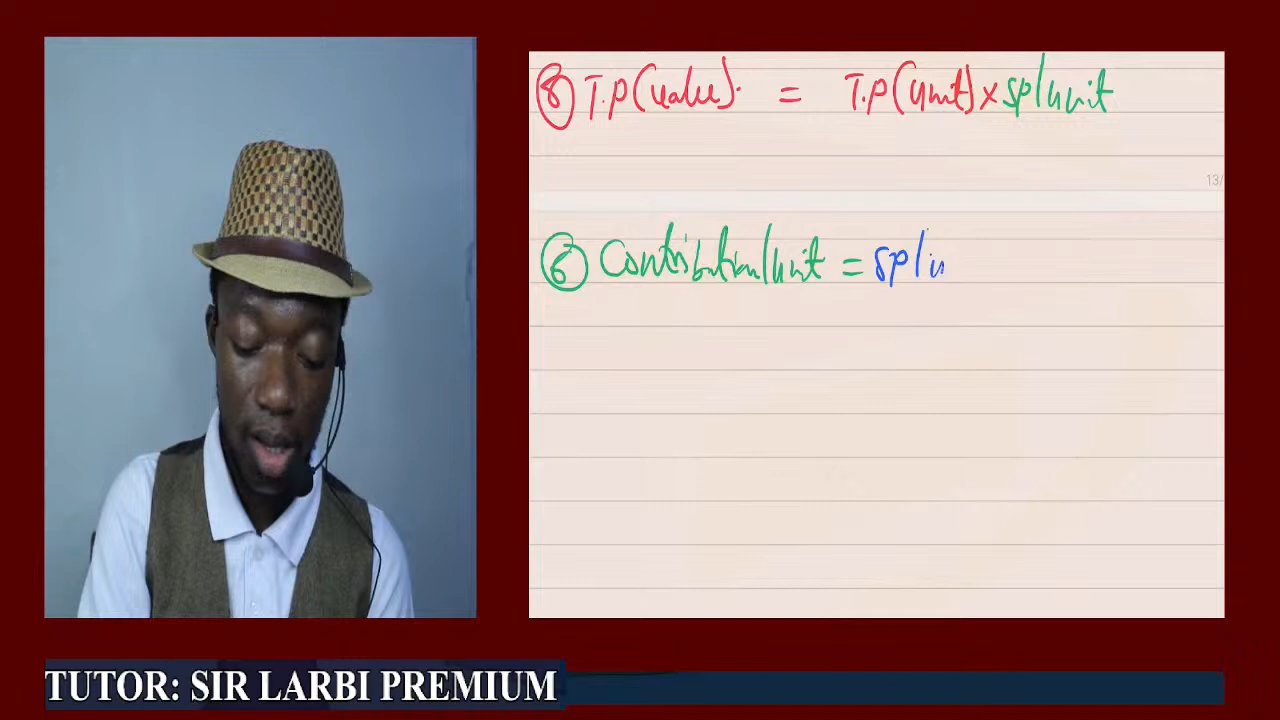 ⑧ T.P(value). = T.P(unit) x SP/unit
13/
⑥ Contribution/unit = SP/u
TUTOR: SIR LARBI PREMIUM